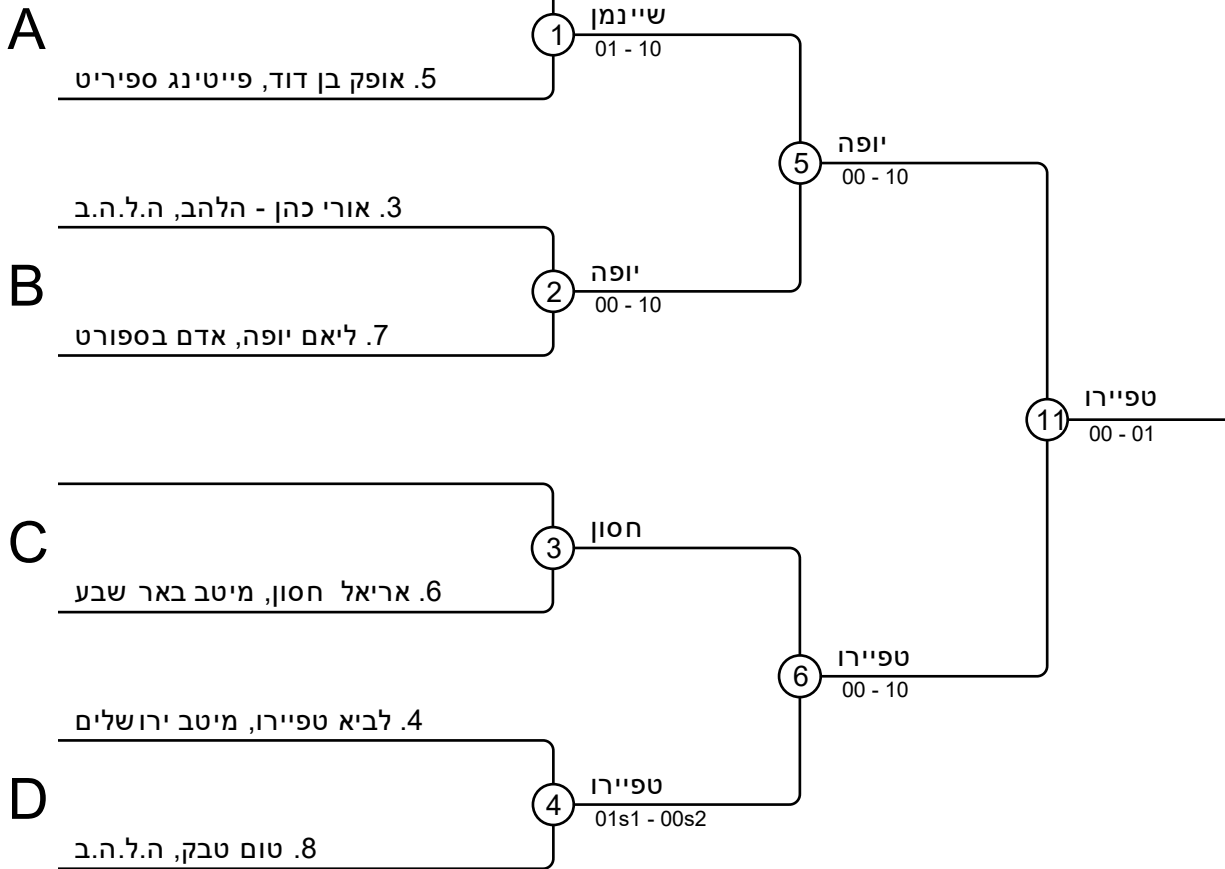 A
1
שיינמן
01 - 10
5. אופק בן דוד, פייטינג ספיריט
5
יופה
00 - 10
3. אורי כהן - הלהב, ה.ל.ה.ב
B
2
יופה
00 - 10
7. ליאם יופה, אדם בספורט
11
טפיירו
00 - 01
C
3
חסון
6. אריאל חסון, מיטב באר שבע
6
טפיירו
00 - 10
4. לביא טפיירו, מיטב ירושלים
D
4
טפיירו
01s1 - 00s2
8. טום טבק, ה.ל.ה.ב